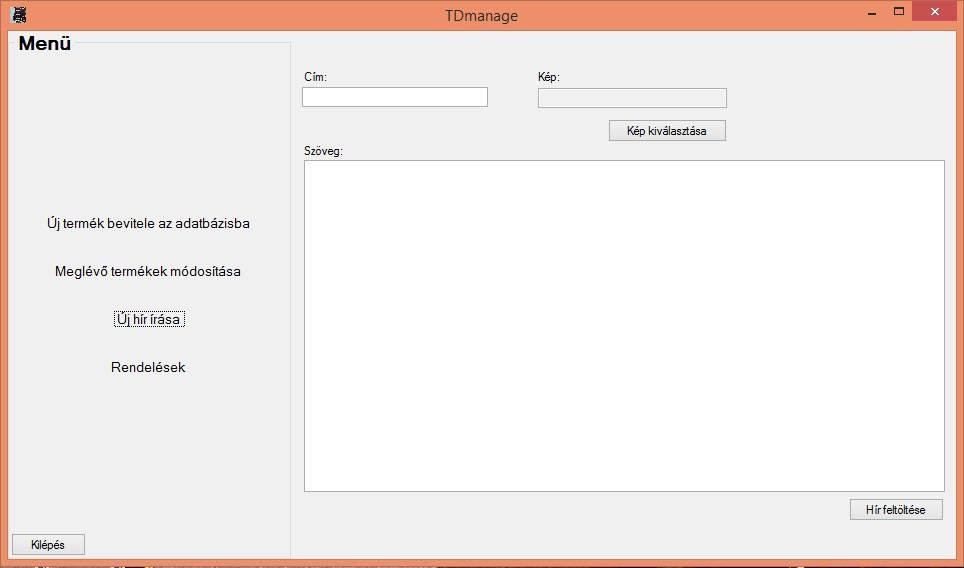 TDmanage
Menü
Új termék bevitele az adatbázisba
Meglévő termékek módosítása
Új hír írása
Rendelések
Kilépés
Cím:
Kép:
Kép kiválasztása
Szöveg:
Hír feltöltése